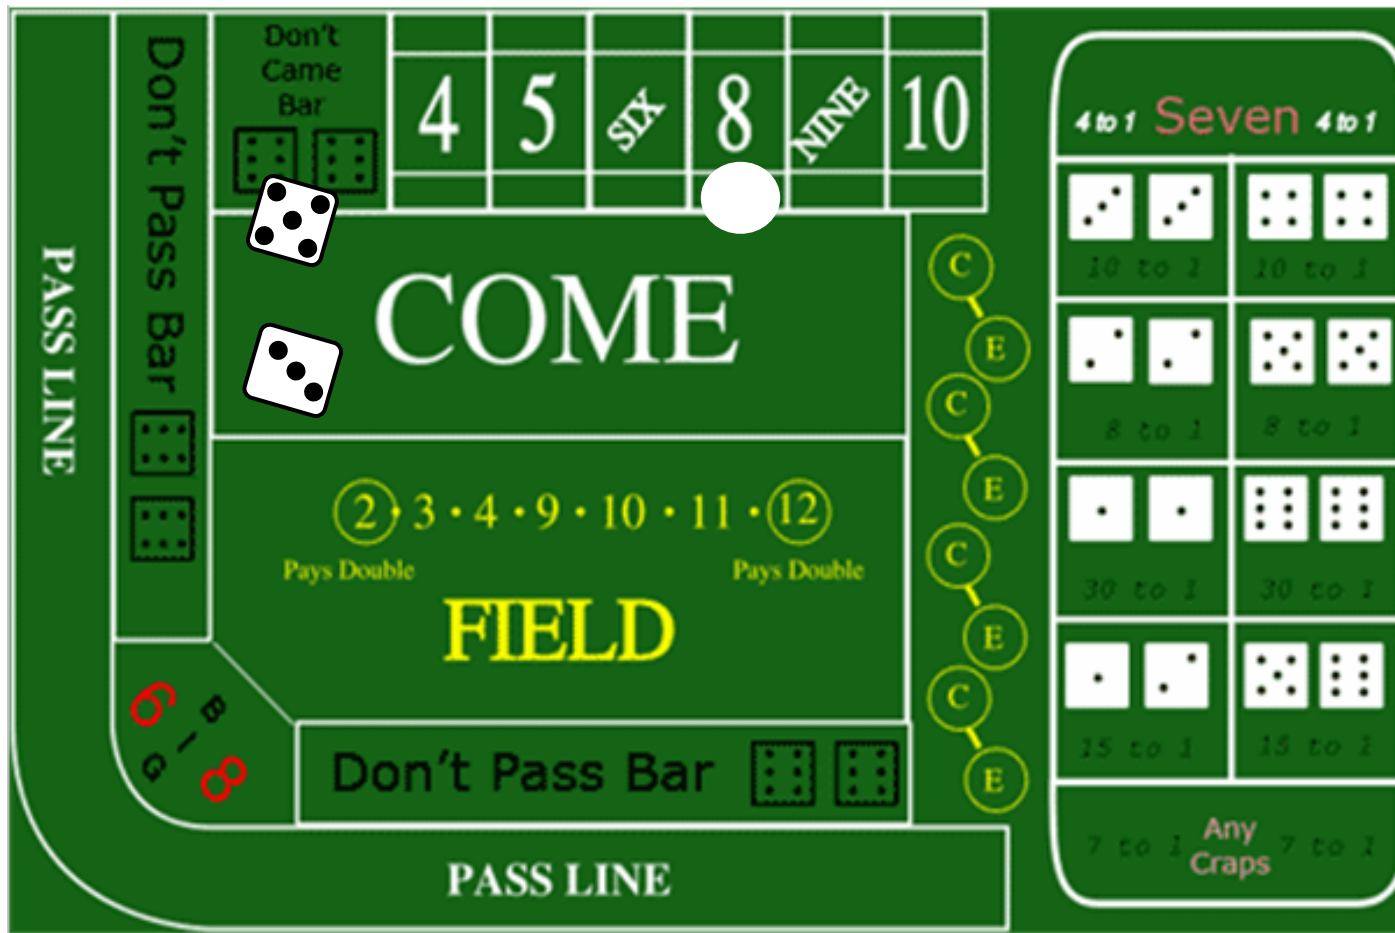 PASS LINE
Don't Pass Bar
Don't
Came
Bar
4 5 SIX 8 NINE 10
COME
2 · 3 · 4 · 9 · 10 · 11 · 12
Pays Double Pays Double
FIELD
6 8
BIG
Don't Pass Bar
PASS LINE
C
E
C
E
C
E
C
E
4 to 1 Seven 4 to 1
10 to 1 10 to 1
8 to 1 8 to 1
30 to 1 30 to 1
15 to 1 15 to 1
Any
7 to 1 7 to 1
Craps